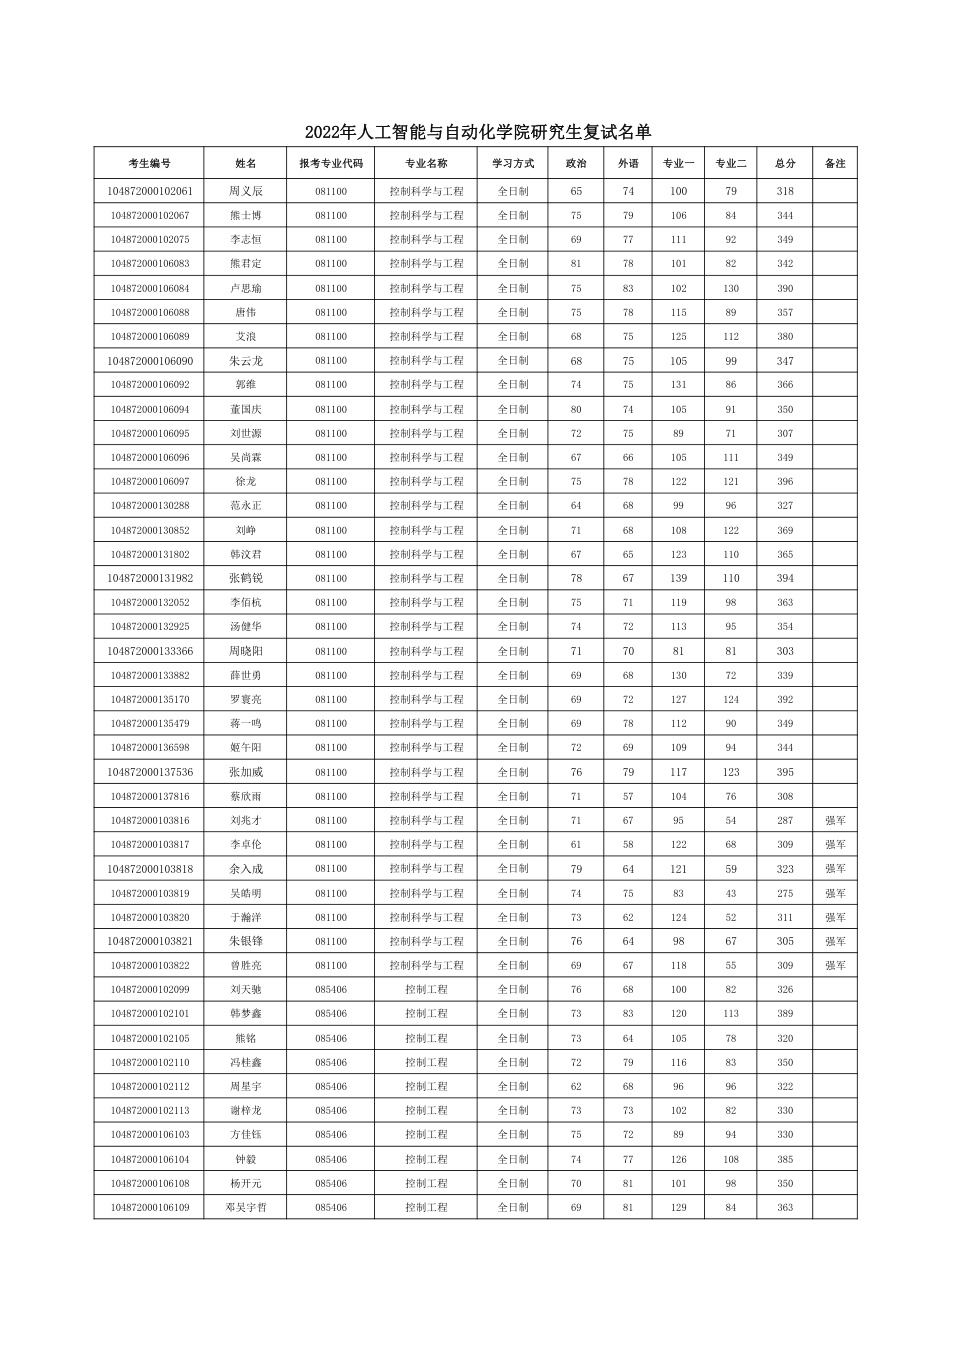 2022年人工智能与自动化学院研究生复试名单
考生编号 姓名 报考专业代码 专业名称 学习方式 政治 外语 专业一 专业二 总分 备注
104872000102061 周义辰 081100 控制科学与工程 全日制 65 74 100 79 318
104872000102067 熊士博 081100 控制科学与工程 全日制 75 79 106 84 344
104872000102075 李志恒 081100 控制科学与工程 全日制 69 77 111 92 349
104872000106083 熊君定 081100 控制科学与工程 全日制 81 78 101 82 342
104872000106084 卢思瑜 081100 控制科学与工程 全日制 75 83 102 130 390
104872000106088 唐伟 081100 控制科学与工程 全日制 75 78 115 89 357
104872000106089 艾浪 081100 控制科学与工程 全日制 68 75 125 112 380
104872000106090 朱云龙 081100 控制科学与工程 全日制 68 75 105 99 347
104872000106092 郭维 081100 控制科学与工程 全日制 74 75 131 86 366
104872000106094 董国庆 081100 控制科学与工程 全日制 80 74 105 91 350
104872000106095 刘世源 081100 控制科学与工程 全日制 72 75 89 71 307
104872000106096 吴尚霖 081100 控制科学与工程 全日制 67 66 105 111 349
104872000106097 徐龙 081100 控制科学与工程 全日制 75 78 122 121 396
104872000130288 范永正 081100 控制科学与工程 全日制 64 68 99 96 327
104872000130852 刘峥 081100 控制科学与工程 全日制 71 68 108 122 369
104872000131802 韩汶君 081100 控制科学与工程 全日制 67 65 123 110 365
104872000131982 张鹤锐 081100 控制科学与工程 全日制 78 67 139 110 394
104872000132052 李佰杭 081100 控制科学与工程 全日制 75 71 119 98 363
104872000132925 汤健华 081100 控制科学与工程 全日制 74 72 113 95 354
104872000133366 周晓阳 081100 控制科学与工程 全日制 71 70 81 81 303
104872000133882 薛世勇 081100 控制科学与工程 全日制 69 68 130 72 339
104872000135170 罗寰亮 081100 控制科学与工程 全日制 69 72 127 124 392
104872000135479 蒋一鸣 081100 控制科学与工程 全日制 69 78 112 90 349
104872000136598 姬午阳 081100 控制科学与工程 全日制 72 69 109 94 344
104872000137536 张加威 081100 控制科学与工程 全日制 76 79 117 123 395
104872000137816 蔡欣雨 081100 控制科学与工程 全日制 71 57 104 76 308
104872000103816 刘兆才 081100 控制科学与工程 全日制 71 67 95 54 287 强军
104872000103817 李卓伦 081100 控制科学与工程 全日制 61 58 122 68 309 强军
104872000103818 余入成 081100 控制科学与工程 全日制 79 64 121 59 323 强军
104872000103819 吴皓明 081100 控制科学与工程 全日制 74 75 83 43 275 强军
104872000103820 于瀚洋 081100 控制科学与工程 全日制 73 62 124 52 311 强军
104872000103821 朱银锋 081100 控制科学与工程 全日制 76 64 98 67 305 强军
104872000103822 曾胜亮 081100 控制科学与工程 全日制 69 67 118 55 309 强军
104872000102099 刘天驰 085406 控制工程 全日制 76 68 100 82 326
104872000102101 韩梦鑫 085406 控制工程 全日制 73 83 120 113 389
104872000102105 熊铭 085406 控制工程 全日制 73 64 105 78 320
104872000102110 冯桂鑫 085406 控制工程 全日制 72 79 116 83 350
104872000102112 周星宇 085406 控制工程 全日制 62 68 96 96 322
104872000102113 谢梓龙 085406 控制工程 全日制 73 73 102 82 330
104872000106103 方佳钰 085406 控制工程 全日制 75 72 89 94 330
104872000106104 钟毅 085406 控制工程 全日制 74 77 126 108 385
104872000106108 杨开元 085406 控制工程 全日制 70 81 101 98 350
104872000106109 邓吴宇哲 085406 控制工程 全日制 69 81 129 84 363